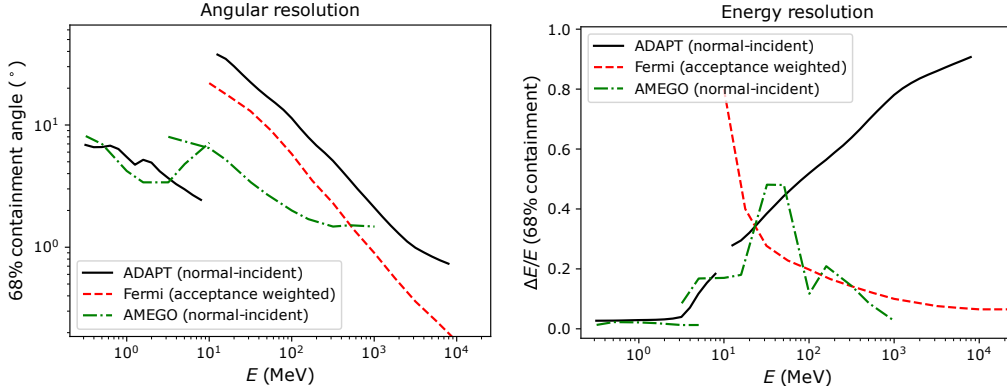 Angular resolution
68% containment angle (°)
10¹
10⁰
ADAPT (normal-incident)
Fermi (acceptance weighted)
AMEGO (normal-incident)
10⁰ 10¹ 10² 10³ 10⁴
E (MeV)
Energy resolution
ΔE/E (68% containment)
1.0
0.8
0.6
0.4
0.2
0.0
ADAPT (normal-incident)
Fermi (acceptance weighted)
AMEGO (normal-incident)
10⁰ 10¹ 10² 10³ 10⁴
E (MeV)